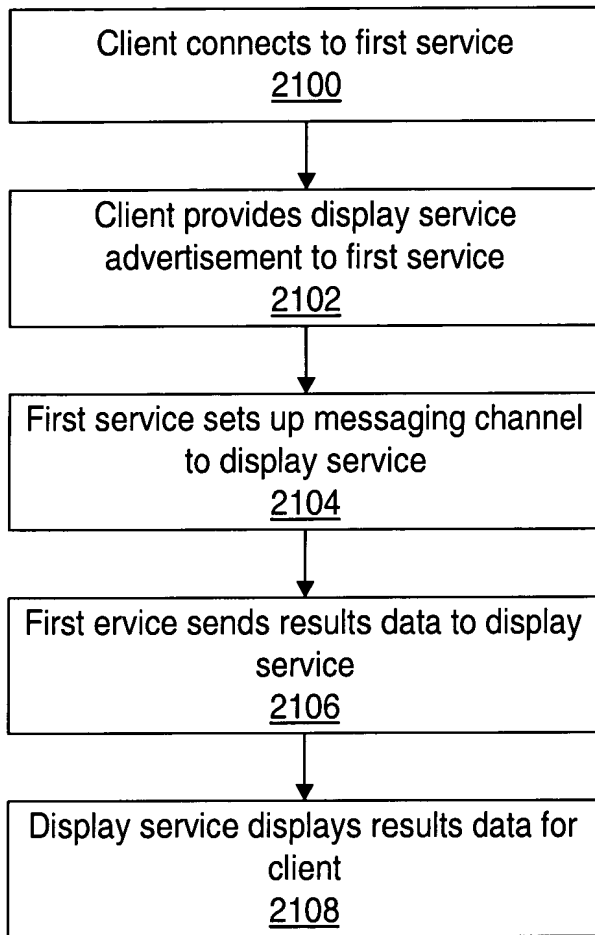 Client connects to first service
2100
Client provides display service
advertisement to first service
2102
First service sets up messaging channel
to display service
2104
First ervice sends results data to display
service
2106
Display service displays results data for
client
2108